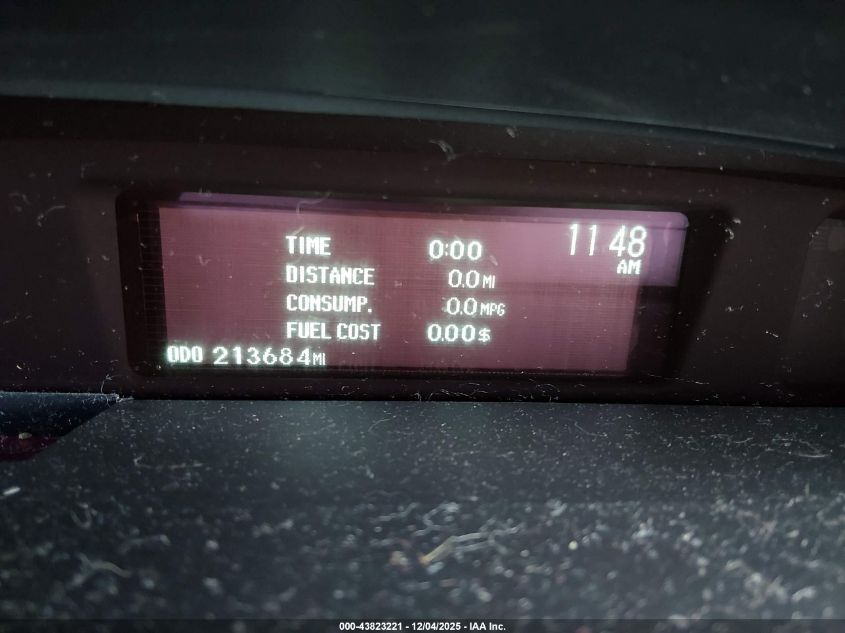 11 48
AM
TIME 0:00
DISTANCE 0.0 MI
CONSUMP. 0.0 MPG
FUEL COST 0.00 $
ODO 213684 MI
000-43823221 - 12/04/2025 - IAA Inc.